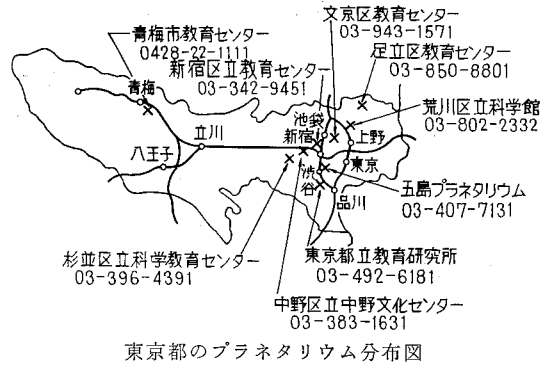 文京区教育センター
03-943-1571
青梅市教育センター
0428-22-1111
足立区教育センター
03-850-8801
新宿区立教育センター
03-342-9451
青梅
荒川区立科学館
03-802-2332
池袋
立川
新宿
上野
八王子
東京
渋谷
五島プラネタリウム
03-407-7131
品川
杉並区立科学教育センター
03-396-4391
東京都立教育研究所
03-492-6181
中野区立中野文化センター
03-383-1631
東京都のプラネタリウム分布図